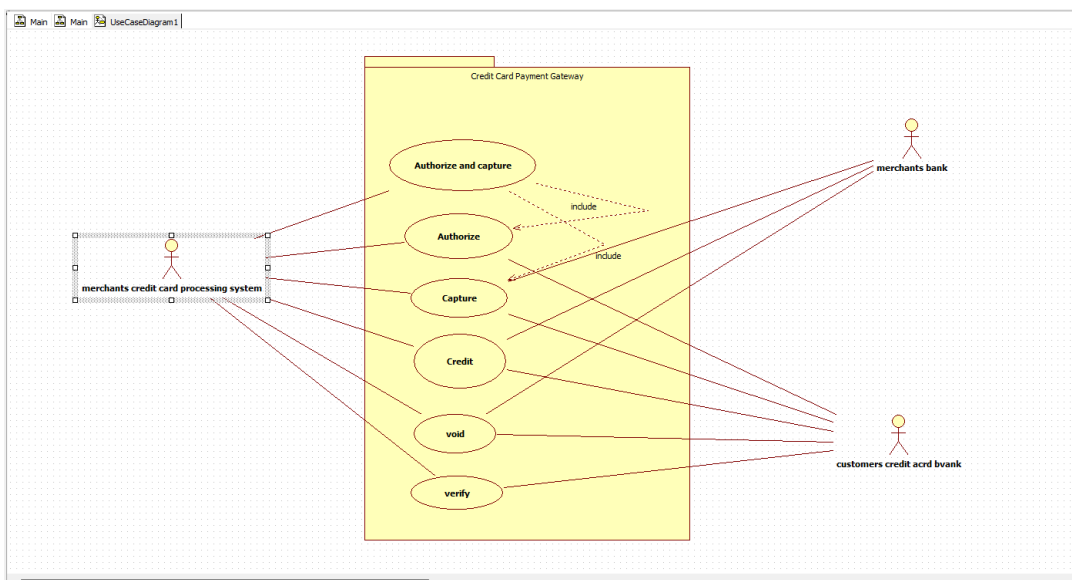 Main Main UseCaseDiagram1
Credit Card Payment Gateway
Authorize and capture
merchants bank
include
Authorize
include
merchants credit card processing system
Capture
Credit
void
customers credit acrd bvank
verify